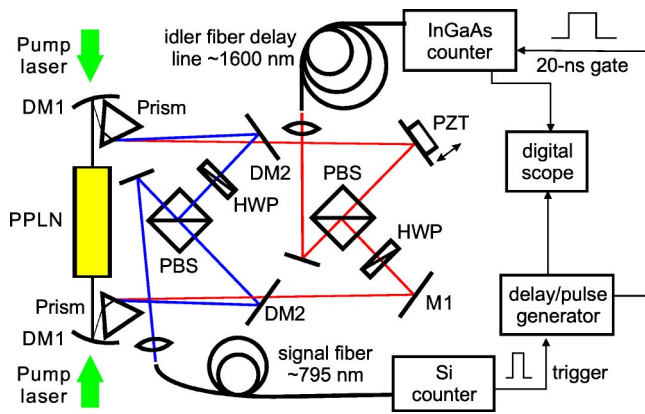 Pump
laser
DM1
Prism
PPLN
Prism
DM1
Pump
laser
idler fiber delay
line ~1600 nm
InGaAs
counter
20-ns gate
PZT
DM2
PBS
HWP
HWP
PBS
DM2
M1
digital
scope
delay/pulse
generator
signal fiber
~795 nm
Si
counter
trigger